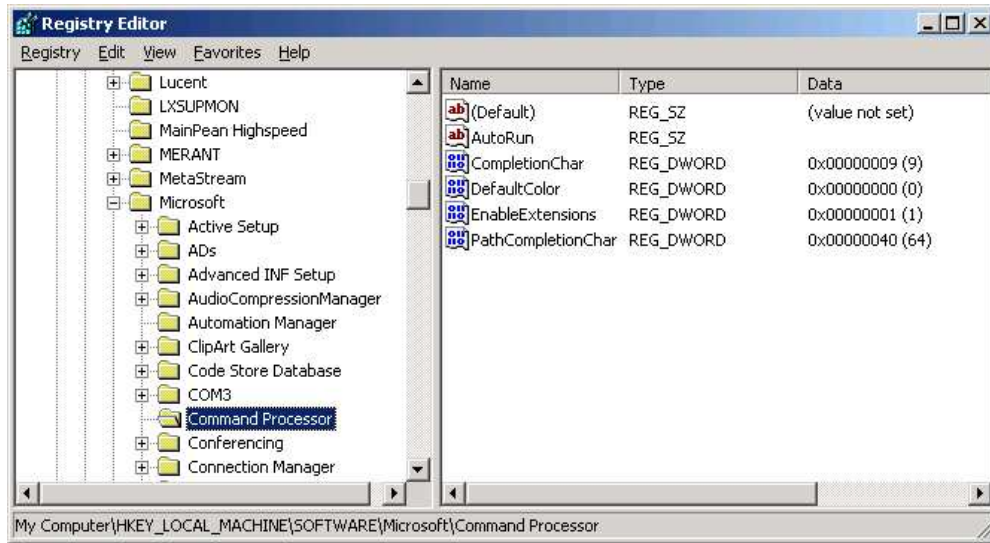 Registry Editor
Registry Edit View Favorites Help
Lucent
LXSUPMON
MainPean Highspeed
MERANT
MetaStream
Microsoft
Active Setup
ADs
Advanced INF Setup
AudioCompressionManager
Automation Manager
ClipArt Gallery
Code Store Database
COM3
Command Processor
Conferencing
Connection Manager
Name Type Data
(Default) REG_SZ (value not set)
AutoRun REG_SZ
CompletionChar REG_DWORD 0x00000009 (9)
DefaultColor REG_DWORD 0x00000000 (0)
EnableExtensions REG_DWORD 0x00000001 (1)
PathCompletionChar REG_DWORD 0x00000040 (64)
My Computer\HKEY_LOCAL_MACHINE\SOFTWARE\Microsoft\Command Processor